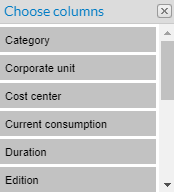 Choose columns
Category
Corporate unit
Cost center
Current consumption
Duration
Edition